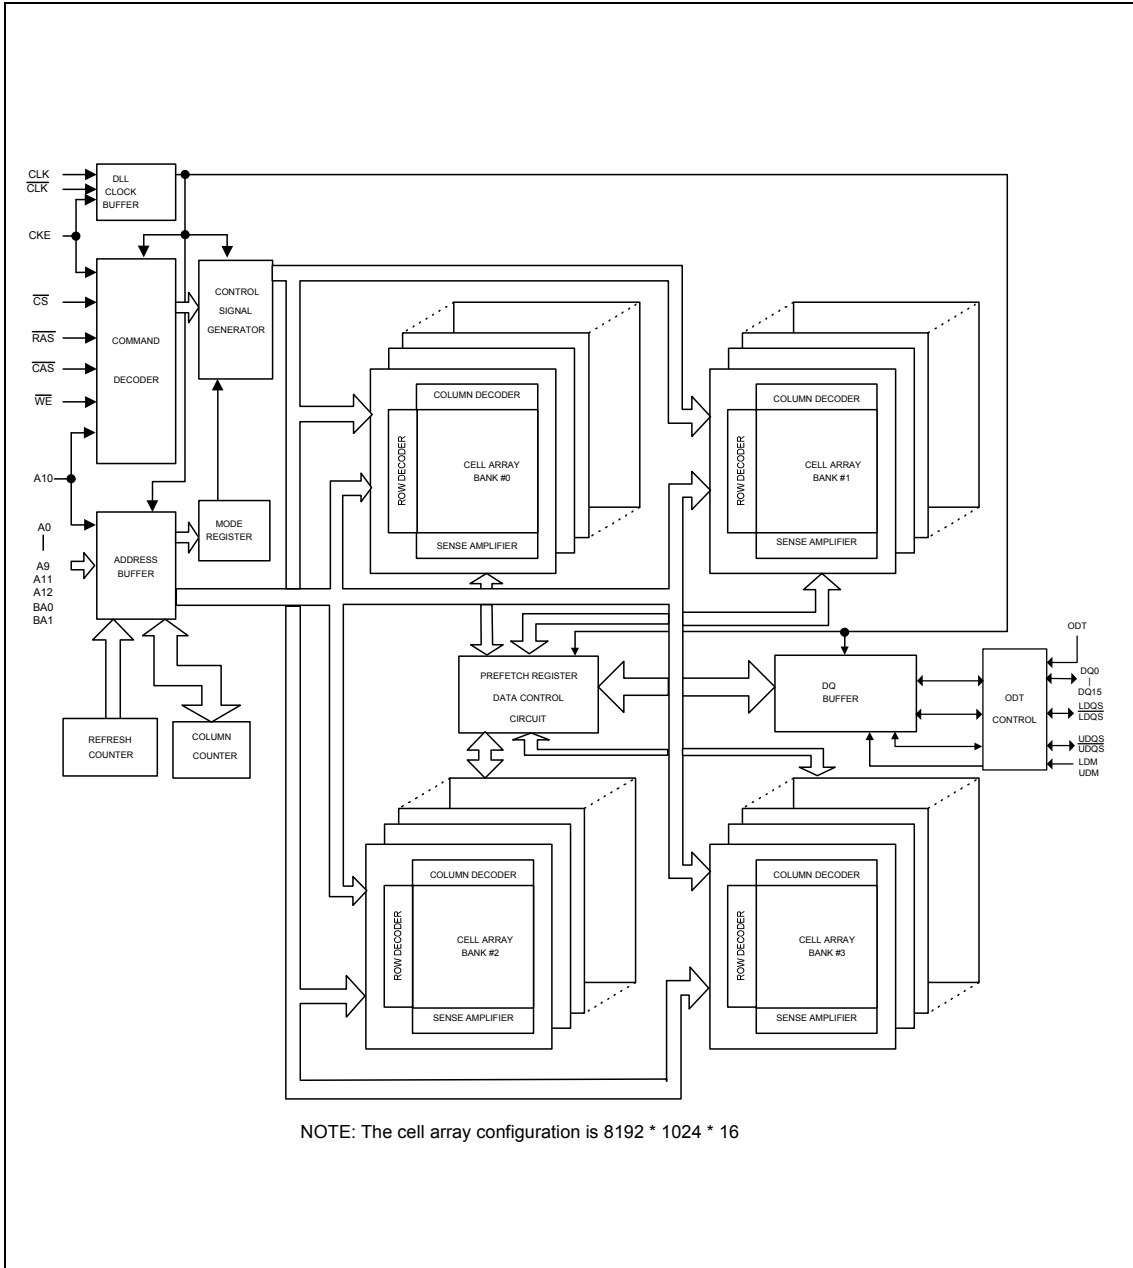 CLK
CLK
CKE
CS
RAS
CAS
WE
A10
A0
|
A9
A11
A12
BA0
BA1
DLL
CLOCK
BUFFER
COMMAND
DECODER
CONTROL
SIGNAL
GENERATOR
ADDRESS
BUFFER
MODE
REGISTER
REFRESH
COUNTER
COLUMN
COUNTER
COLUMN DECODER
ROW DECODER
CELL ARRAY
BANK #0
SENSE AMPLIFIER
COLUMN DECODER
ROW DECODER
CELL ARRAY
BANK #1
SENSE AMPLIFIER
PREFETCH REGISTER
DATA CONTROL
CIRCUIT
DQ
BUFFER
ODT
CONTROL
ODT
DQ0
|
DQ15
LDQS
LDQS
UDQS
UDQS
LDM
UDM
COLUMN DECODER
ROW DECODER
CELL ARRAY
BANK #2
SENSE AMPLIFIER
COLUMN DECODER
ROW DECODER
CELL ARRAY
BANK #3
SENSE AMPLIFIER
NOTE: The cell array configuration is 8192 * 1024 * 16